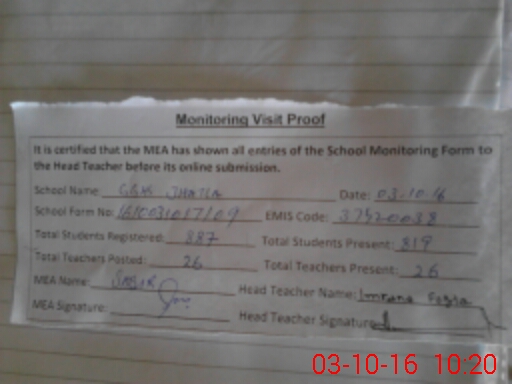 Monitoring Visit Proof
It is certified that the MEA has shown all entries of the School Monitoring Form to
the Head Teacher before its online submission.
School Name: Date: 03-10-16
School Form No: EMIS Code: 37420038
Total Students Registered: 887 Total Students Present: 819
Total Teachers Posted: 26 Total Teachers Present: 26
MEA Name: SABIR Head Teacher Name: Imrana
MEA Signature: Head Teacher Signature
03-10-16 10:20